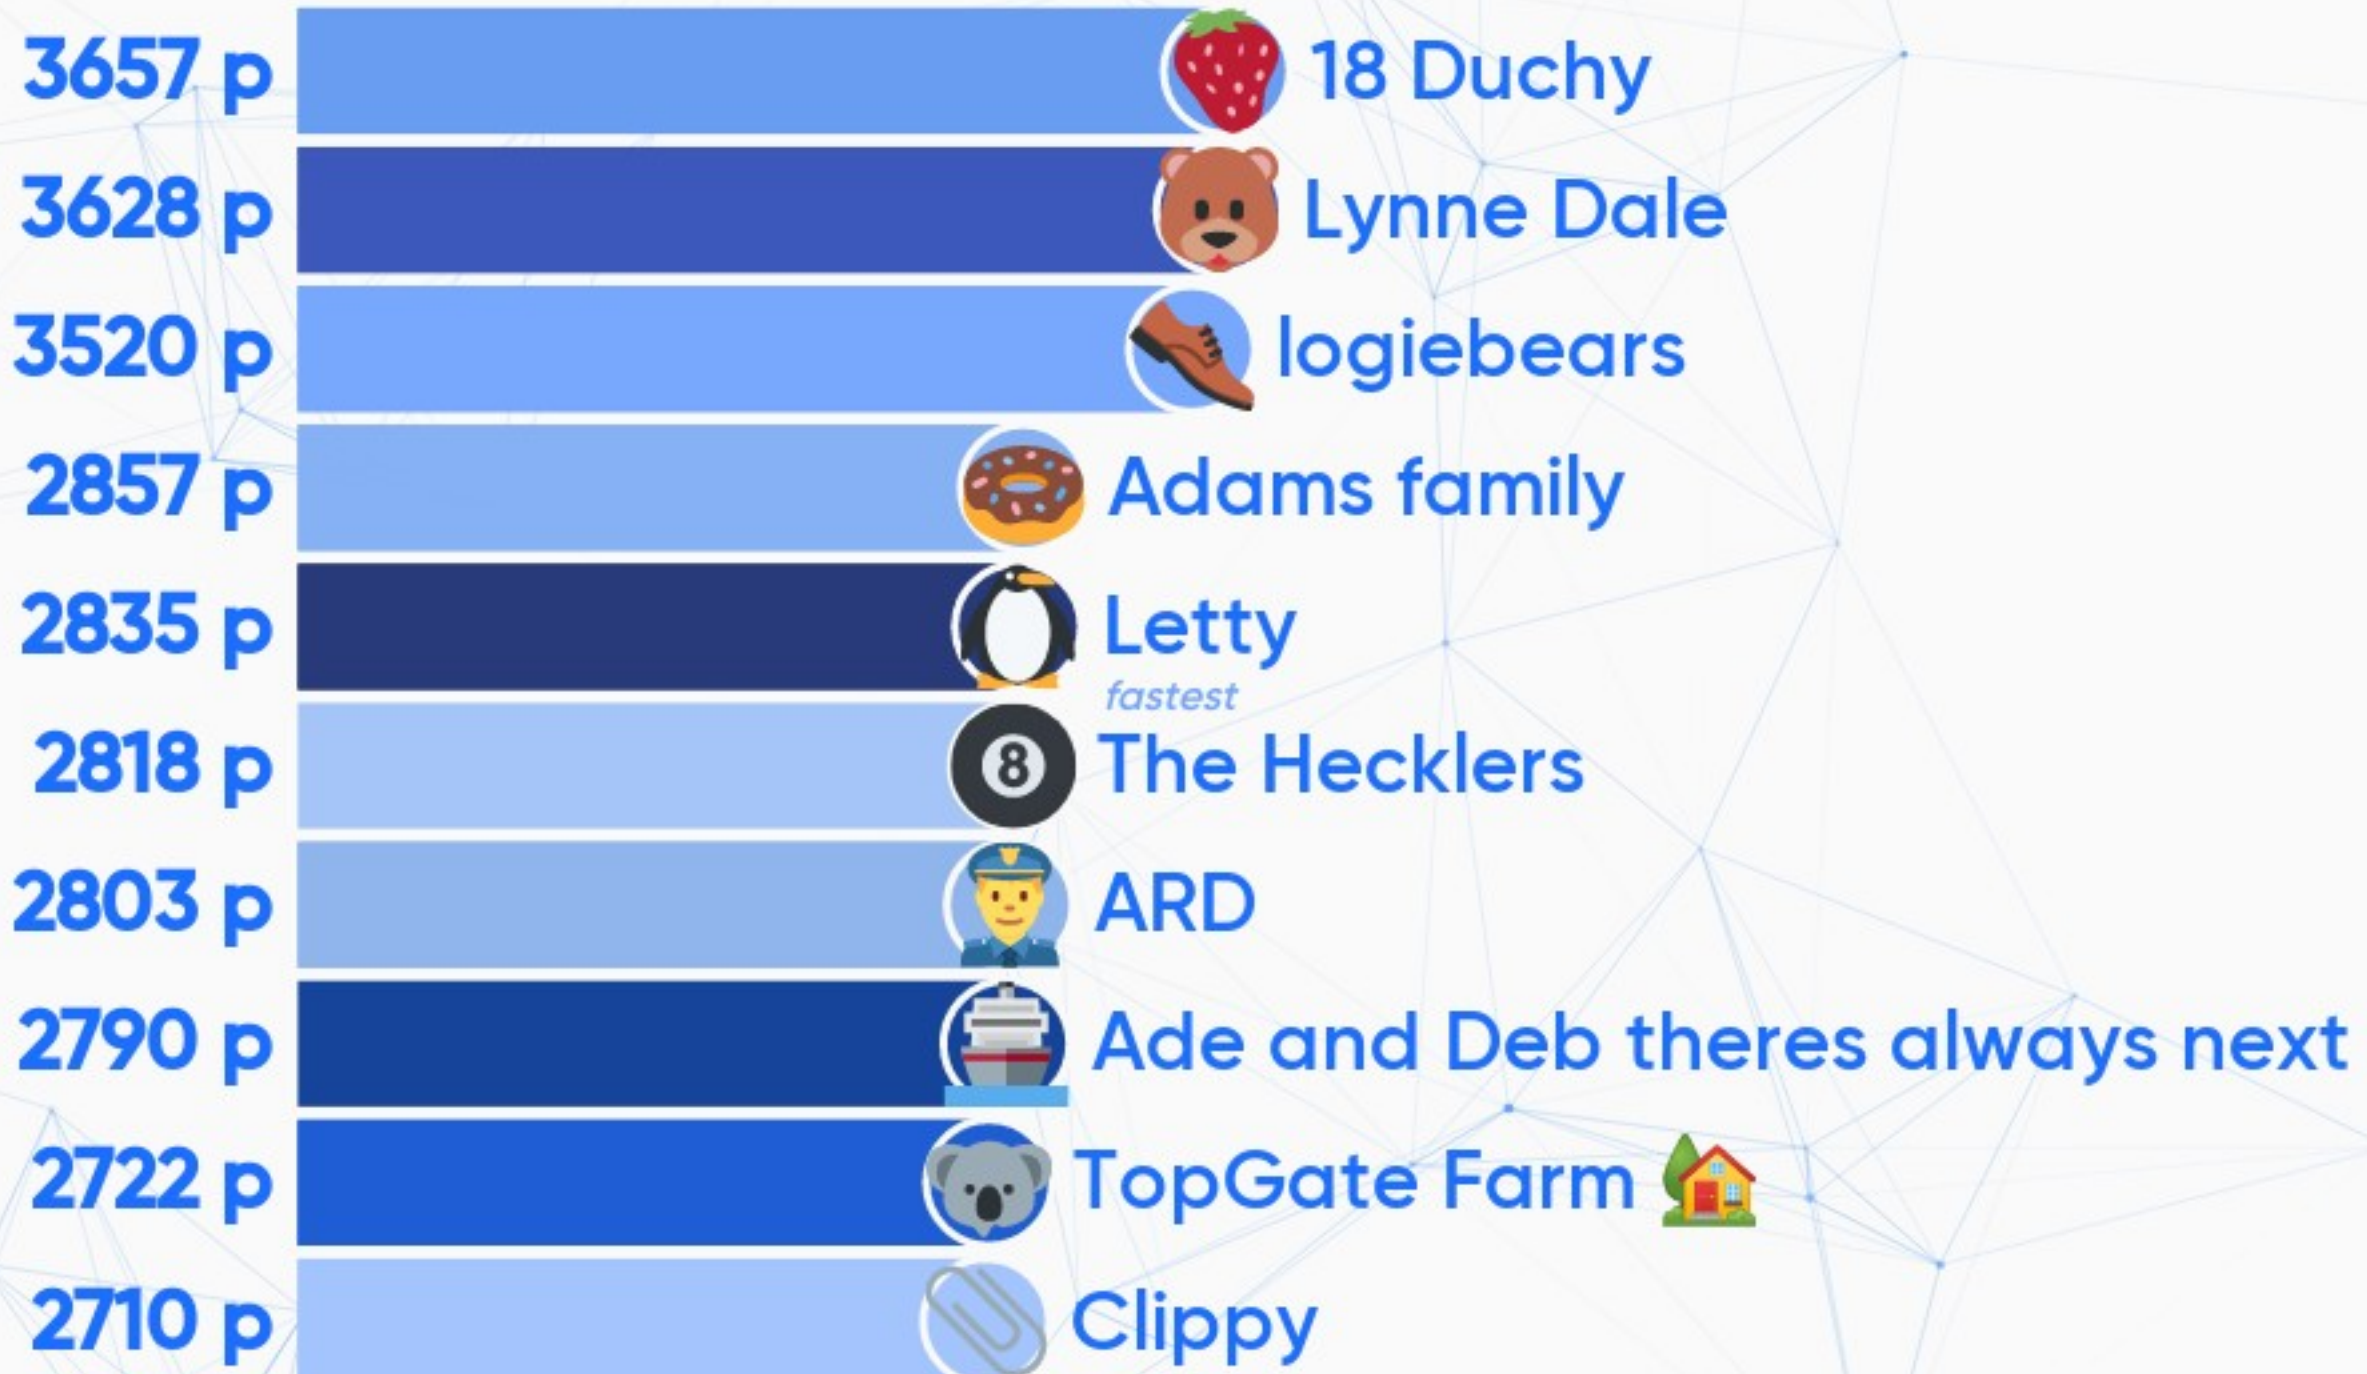 3657 p 18 Duchy
3628 p Lynne Dale
3520 p logiebears
2857 p Adams family
2835 p Letty
fastest
2818 p 8 The Hecklers
2803 p ARD
2790 p Ade and Deb theres always next
2722 p TopGate Farm
2710 p Clippy